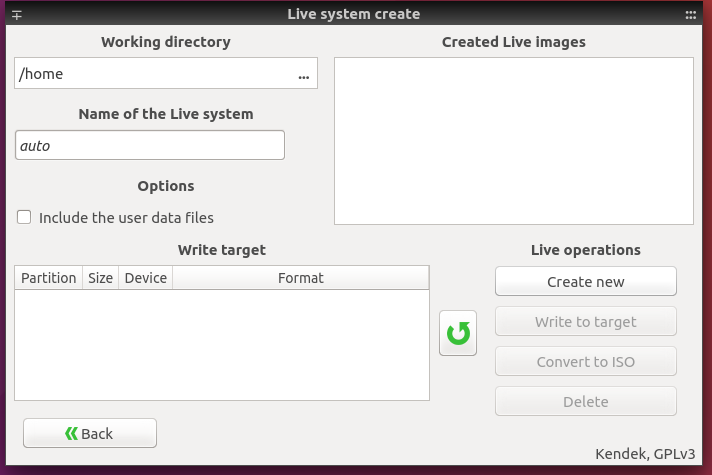 Live system create
Working directory
/home ...
Name of the Live system
auto
Options
Include the user data files
Created Live images
Write target
Partition Size Device Format
Live operations
Create new
Write to target
Convert to ISO
Delete
Back
Kendek, GPLv3